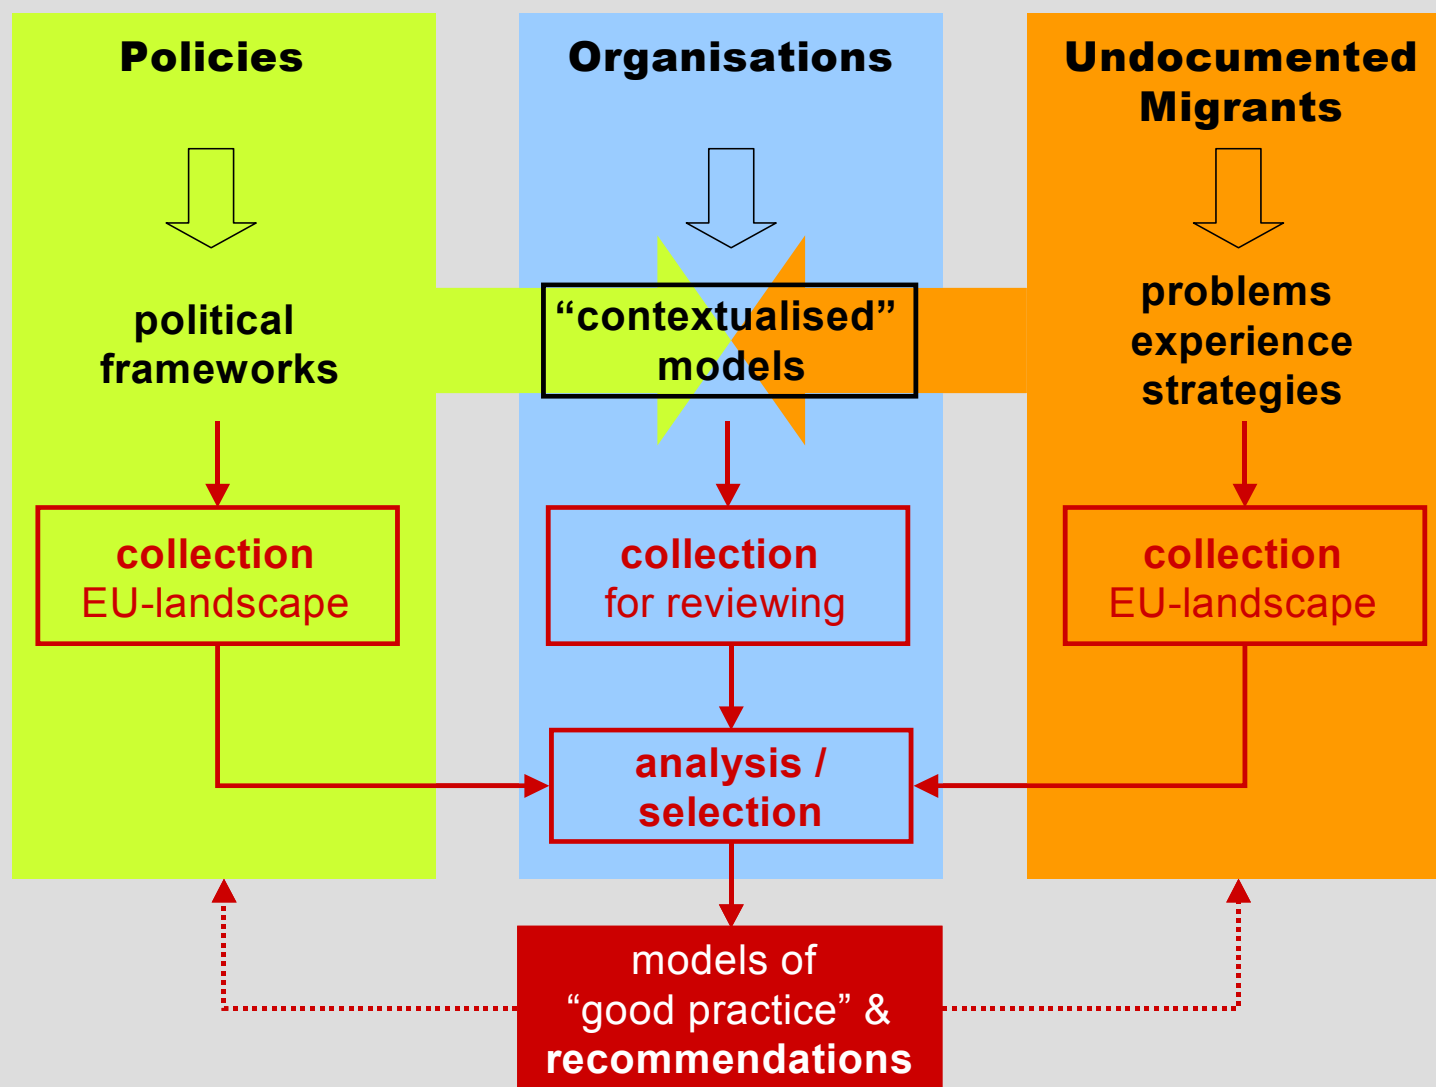 Policies
political
frameworks
collection
EU-landscape
Organisations
“contextualised”
models
collection
for reviewing
analysis /
selection
Undocumented
Migrants
problems
experience
strategies
collection
EU-landscape
models of
“good practice” &
recommendations